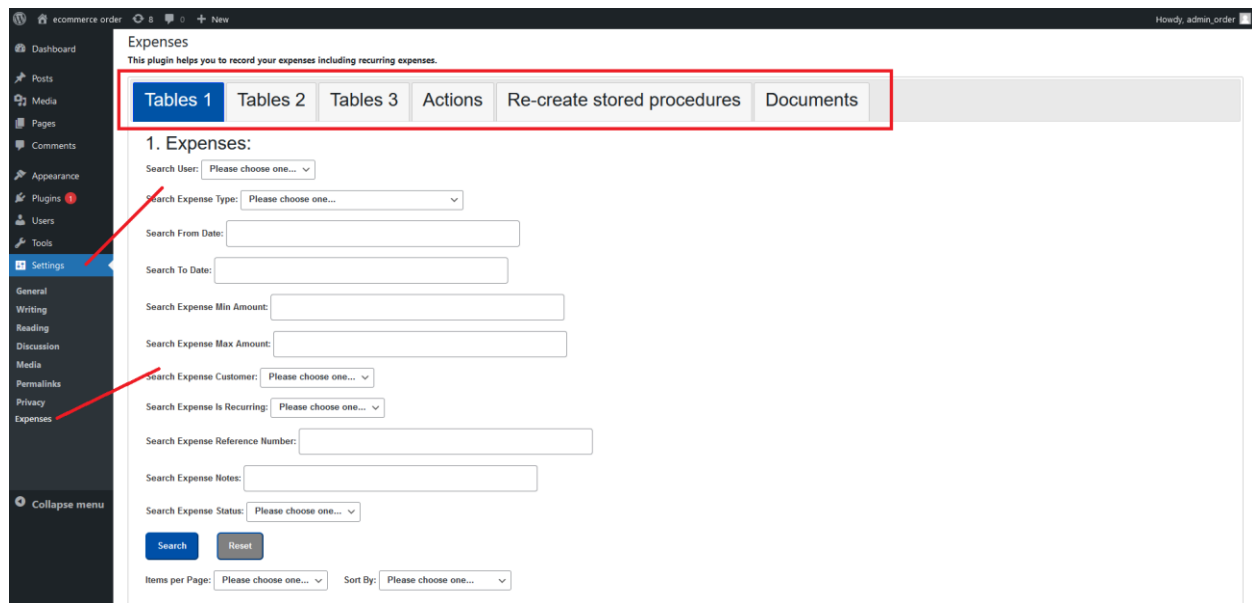 ecommerce order 8 0 + New Howdy, admin_order
Dashboard
Posts
Media
Pages
Comments
Appearance
Plugins 1
Users
Tools
Settings
General
Writing
Reading
Discussion
Media
Permalinks
Privacy
Expenses
Collapse menu
Expenses
This plugin helps you to record your expenses including recurring expenses.
Tables 1 Tables 2 Tables 3 Actions Re-create stored procedures Documents
1. Expenses:
Search User: Please choose one...
Search Expense Type: Please choose one...
Search From Date:
Search To Date:
Search Expense Min Amount:
Search Expense Max Amount:
Search Expense Customer: Please choose one...
Search Expense Is Recurring: Please choose one...
Search Expense Reference Number:
Search Expense Notes:
Search Expense Status: Please choose one...
Search Reset
Items per Page: Please choose one... Sort By: Please choose one...